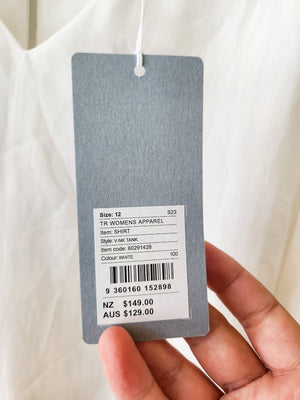 Size: 12 S23
TR WOMENS APPAREL
Item: SHIRT
Style: V-NK TANK
Item code: 60291428
Colour: WHITE 100
9 360160 152898
NZ $149.00
AUS $129.00